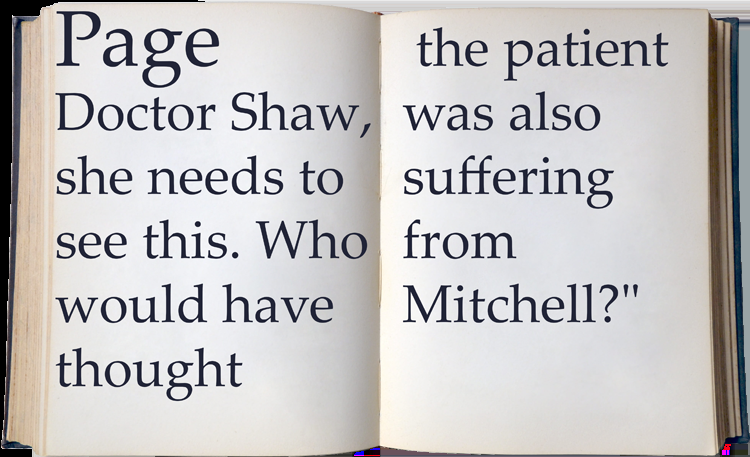 Page
Doctor Shaw,
she needs to
see this. Who
would have
thought
the patient
was also
suffering
from
Mitchell?"